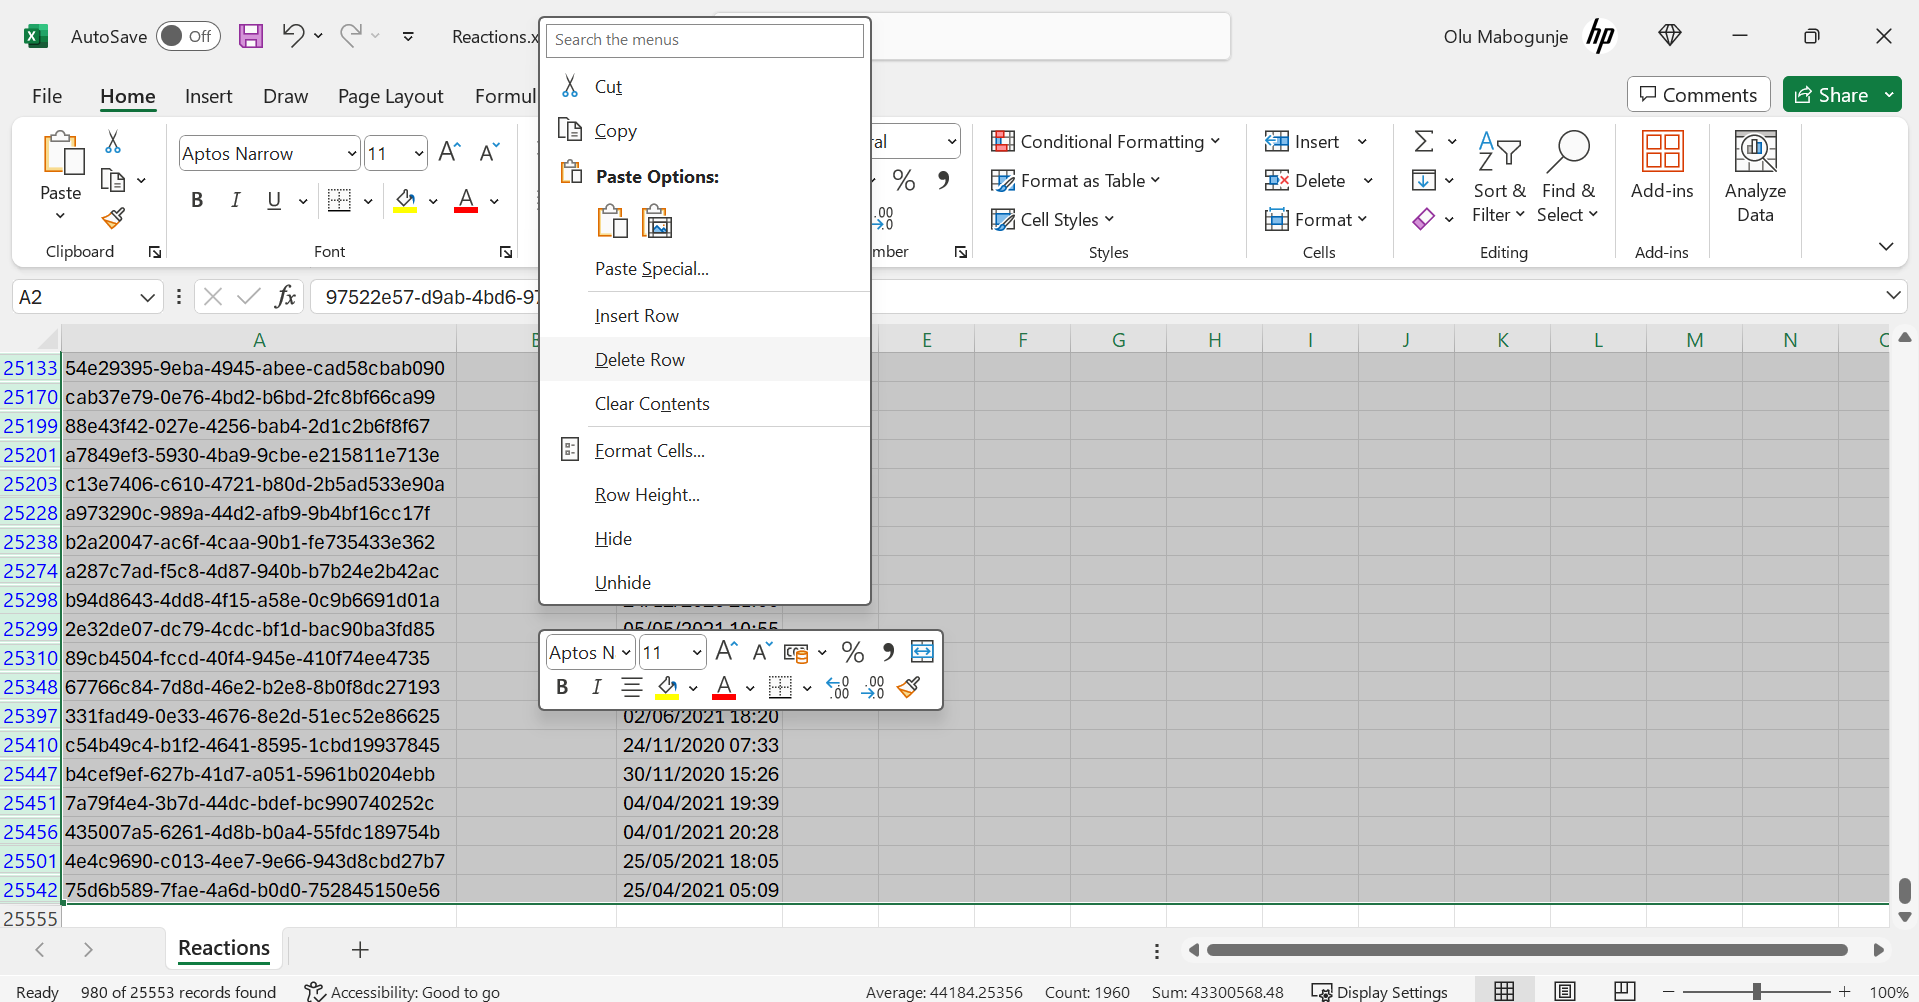 AutoSave Off Reactions.x Olu Mabogunje hp
Search the menus
File Home Insert Draw Page Layout Formul Comments Share
Paste
Clipboard
Aptos Narrow 11
B I U A
Font
ral
% ,
.00
→0
mber
Conditional Formatting
Format as Table
Cell Styles
Styles
Insert
Delete
Format
Cells
Sort &
Filter
Find &
Select
Editing
Add-ins
Add-ins
Analyze
Data
Cut
Copy
Paste Options:
Paste Special...
Insert Row
Delete Row
Clear Contents
Format Cells...
Row Height...
Hide
Unhide
A2 fx 97522e57-d9ab-4bd6-97
A E F G H I J K L M N
25133 54e29395-9eba-4945-abee-cad58cbab090
25170 cab37e79-0e76-4bd2-b6bd-2fc8bf66ca99
25199 88e43f42-027e-4256-bab4-2d1c2b6f8f67
25201 a7849ef3-5930-4ba9-9cbe-e215811e713e
25203 c13e7406-c610-4721-b80d-2b5ad533e90a
25228 a973290c-989a-44d2-afb9-9b4bf16cc17f
25238 b2a20047-ac6f-4caa-90b1-fe735433e362
25274 a287c7ad-f5c8-4d87-940b-b7b24e2b42ac
25298 b94d8643-4dd8-4f15-a58e-0c9b6691d01a
25299 2e32de07-dc79-4cdc-bf1d-bac90ba3fd85 05/05/2021 10:55
25310 89cb4504-fccd-40f4-945e-410f74ee4735
25348 67766c84-7d8d-46e2-b2e8-8b0f8dc27193
25397 331fad49-0e33-4676-8e2d-51ec52e86625 02/06/2021 18:20
25410 c54b49c4-b1f2-4641-8595-1cbd19937845 24/11/2020 07:33
25447 b4cef9ef-627b-41d7-a051-5961b0204ebb 30/11/2020 15:26
25451 7a79f4e4-3b7d-44dc-bdef-bc990740252c 04/04/2021 19:39
25456 435007a5-6261-4d8b-b0a4-55fdc189754b 04/01/2021 20:28
25501 4e4c9690-c013-4ee7-9e66-943d8cbd27b7 25/05/2021 18:05
25542 75d6b589-7fae-4a6d-b0d0-752845150e56 25/04/2021 05:09
25555
Aptos N 11 A A % ,
B I A ←0 .00 .00 →0
Reactions
Ready 980 of 25553 records found Accessibility: Good to go Average: 44184.25356 Count: 1960 Sum: 43300568.48 Display Settings 100%